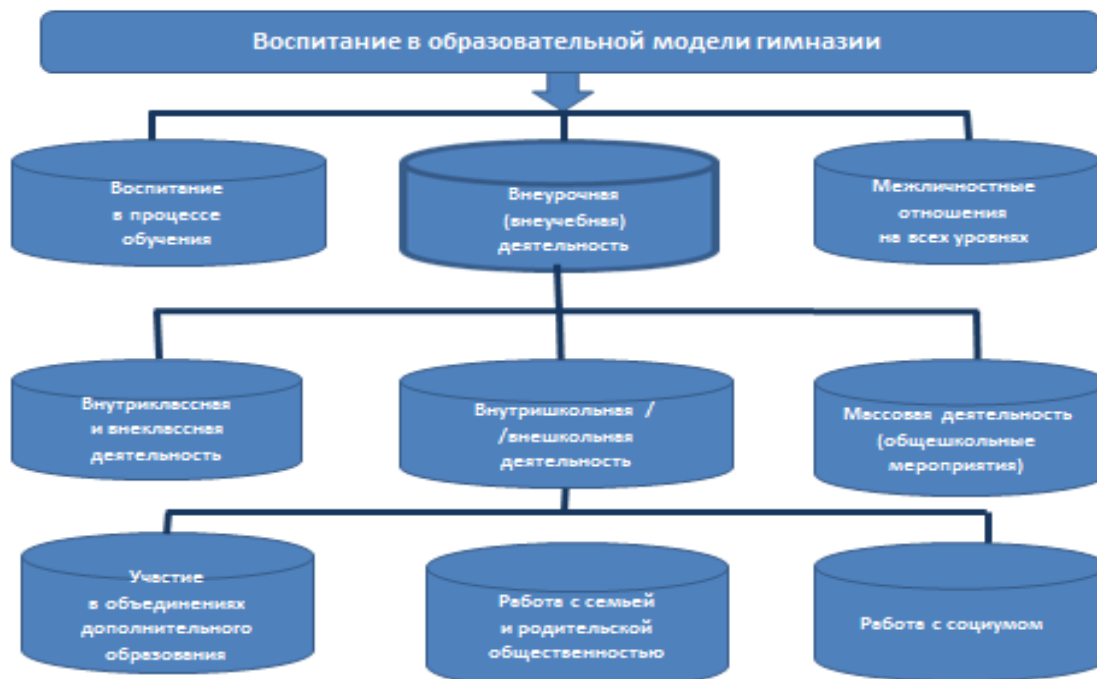 Воспитание в образовательной модели гимназии
Воспитание
в процессе
обучения
Внеурочная
(внеучебная)
деятельность
Межличностные
отношения
на всех уровнях
Внутриклассная
и внеклассная
деятельность
Внутришкольная /
/внешкольная
деятельность
Массовая деятельность
(общешкольные
мероприятия)
Участие
в объединениях
дополнительного
образования
Работа с семьей
и родительской
общественностью
Работа с социумом